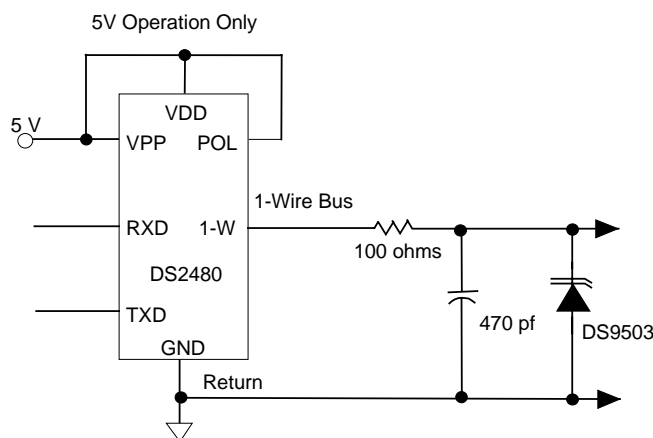 5V Operation Only
VDD
5 V
VPP
POL
1-Wire Bus
RXD
1-W
100 ohms
DS2480
TXD
470 pf
DS9503
GND
Return